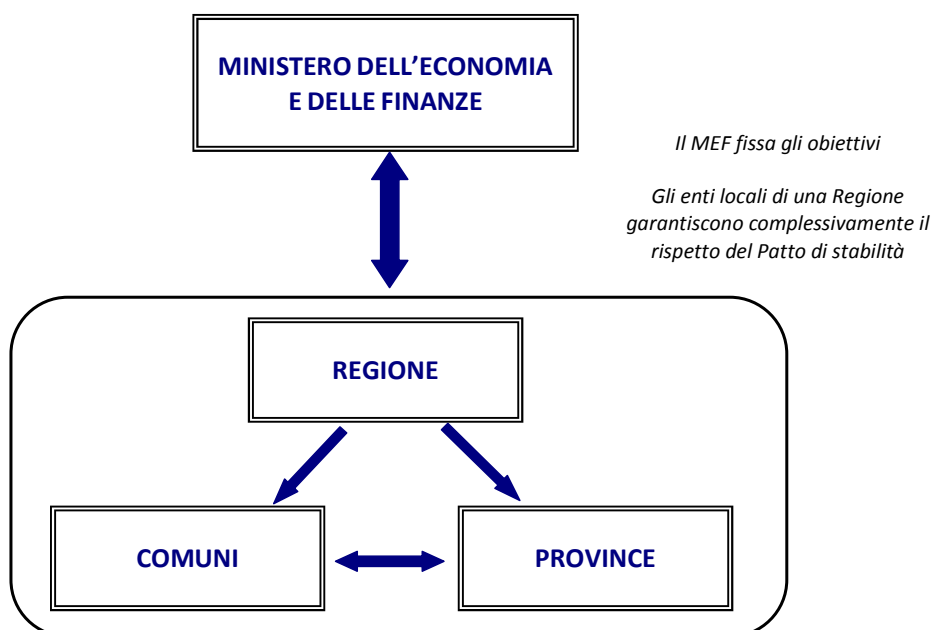 MINISTERO DELL’ECONOMIA
E DELLE FINANZE
Il MEF fissa gli obiettivi
Gli enti locali di una Regione
garantiscono complessivamente il
rispetto del Patto di stabilità
REGIONE
COMUNI
PROVINCE